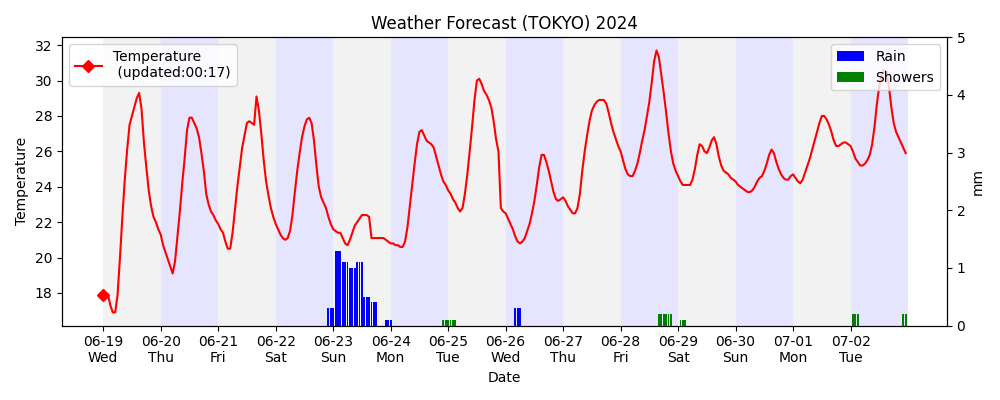 Weather Forecast (TOKYO) 2024
Temperature
(updated:00:17)
Rain
Showers
32
30
28
26
24
22
20
18
Temperature
5
4
3
2
1
0
mm
06-19 06-20 06-21 06-22 06-23 06-24 06-25 06-26 06-27 06-28 06-29 06-30 07-01 07-02
Wed Thu Fri Sat Sun Mon Tue Wed Thu Fri Sat Sun Mon Tue
Date